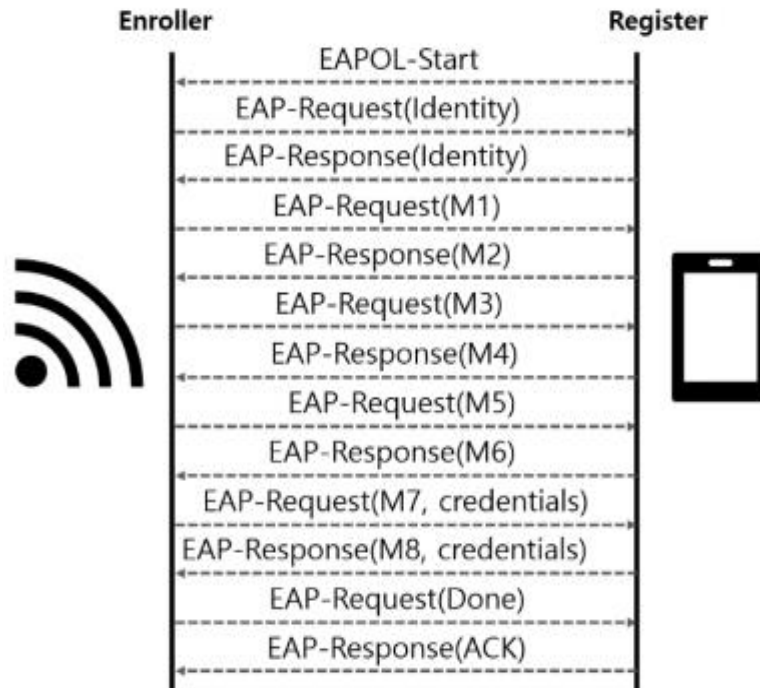 Enroller Register
EAPOL-Start
EAP-Request(Identity)
EAP-Response(Identity)
EAP-Request(M1)
EAP-Response(M2)
EAP-Request(M3)
EAP-Response(M4)
EAP-Request(M5)
EAP-Response(M6)
EAP-Request(M7, credentials)
EAP-Response(M8, credentials)
EAP-Request(Done)
EAP-Response(ACK)